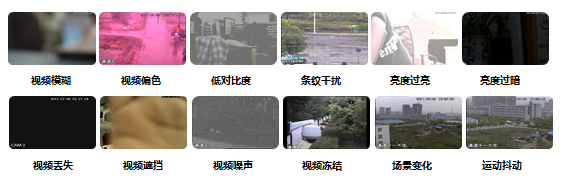 视频模糊 视频偏色 低对比度 条纹干扰 亮度过亮 亮度过暗
CAM 2
视频丢失 视频遮挡 视频噪声 视频冻结 场景变化 运动抖动